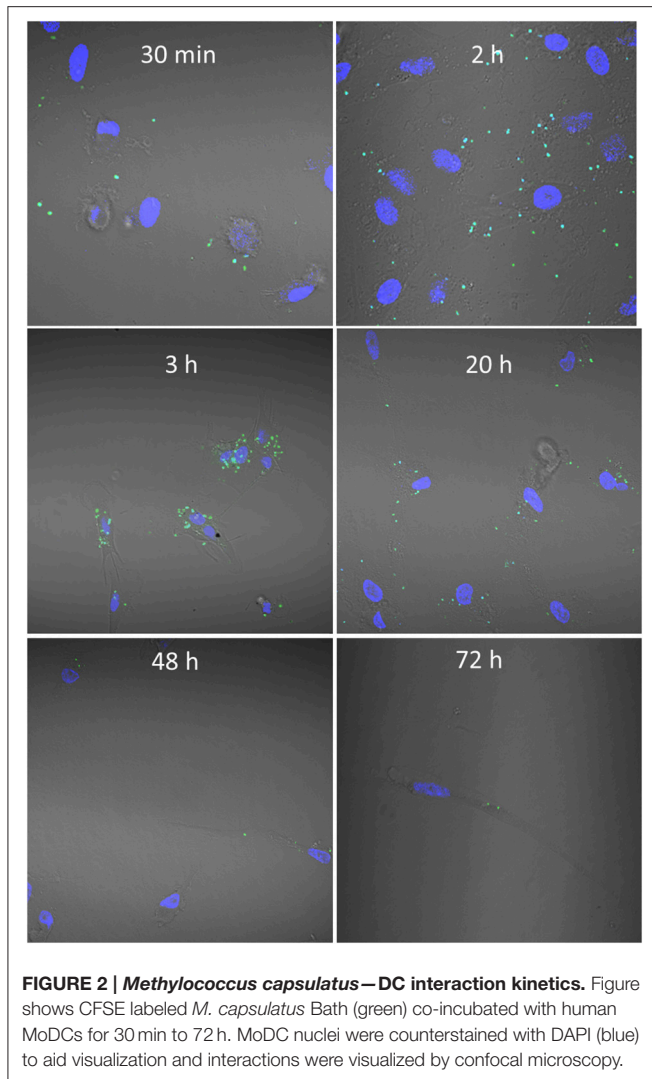 30 min
2 h
3 h
20 h
48 h
72 h
FIGURE 2 | Methylococcus capsulatus—DC interaction kinetics. Figure
shows CFSE labeled M. capsulatus Bath (green) co-incubated with human
MoDCs for 30 min to 72 h. MoDC nuclei were counterstained with DAPI (blue)
to aid visualization and interactions were visualized by confocal microscopy.